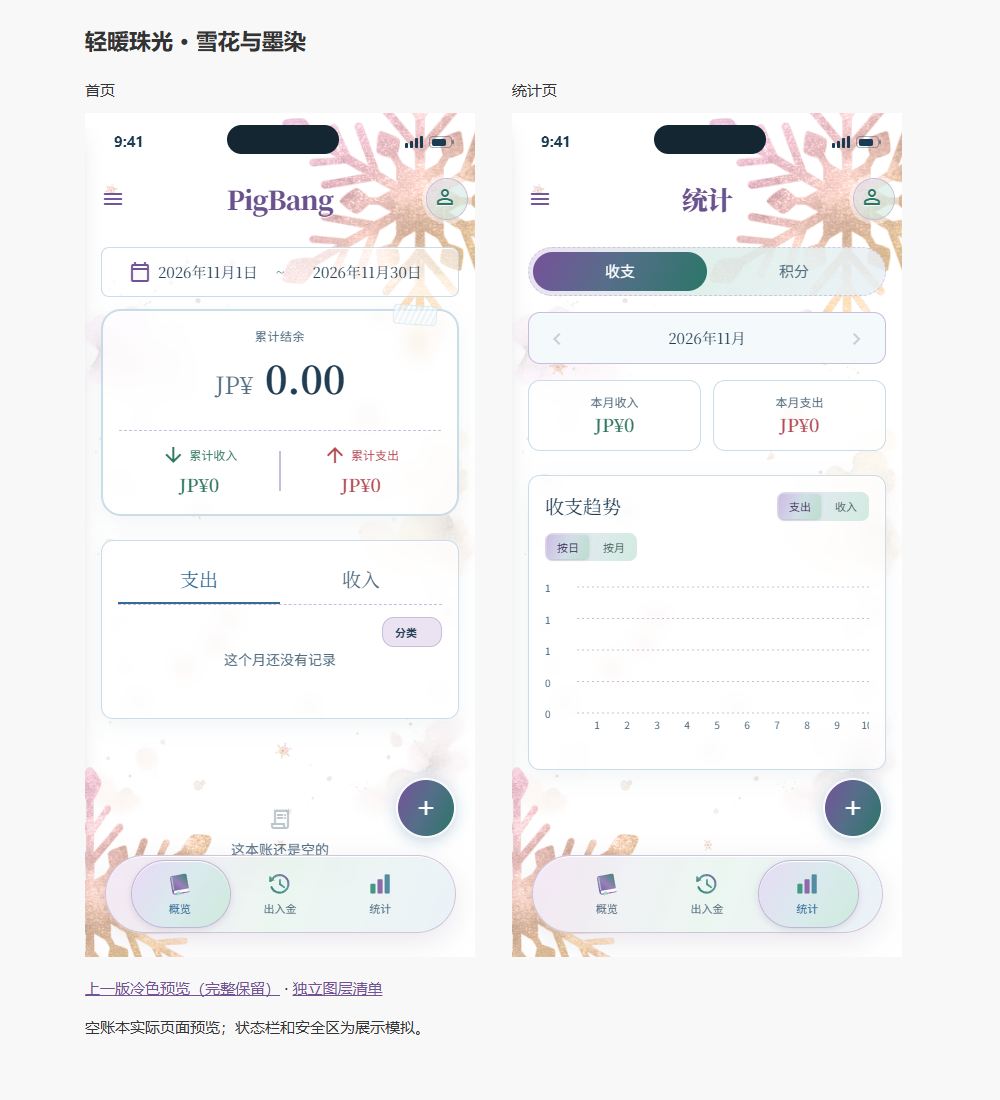 轻暖珠光 · 雪花与墨染
首页
9:41
PigBang
2026年11月1日 ~ 2026年11月30日
累计结余
JP¥ 0.00
累计收入
JP¥0
累计支出
JP¥0
支出 收入
分类
这个月还没有记录
这本账还是空的
概览 出入金 统计
统计页
9:41
统计
收支 积分
2026年11月
本月收入
JP¥0
本月支出
JP¥0
收支趋势
支出 收入
按日 按月
1
1
1
0
0
1 2 3 4 5 6 7 8 9 10
+
+
概览 出入金 统计
上一版冷色预览（完整保留） · 独立图层清单
空账本实际页面预览；状态栏和安全区为展示模拟。